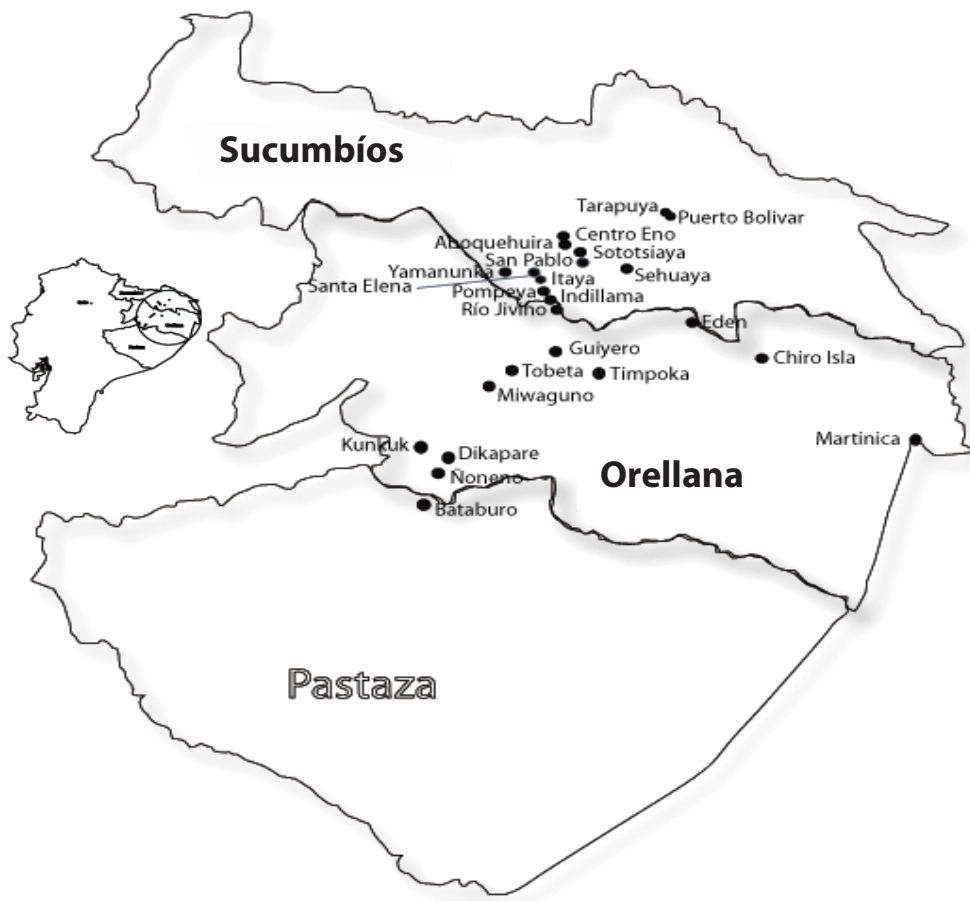 Sucumbíos
Tarapuya
Puerto Bolivar
Centro Eno
Aboquehuira
Sototsiaya
San Pablo
Sehuaya
Yamanunka
Itaya
Santa Elena
Pompeya
Indillama
Río Jiviño
Eden
Guiyero
Chiro Isla
Tobeta
Timpoka
Miwaguno
Martinica
Kunkuk
Dikapare
Orellana
Ñoneno
Bataburo
Pastaza